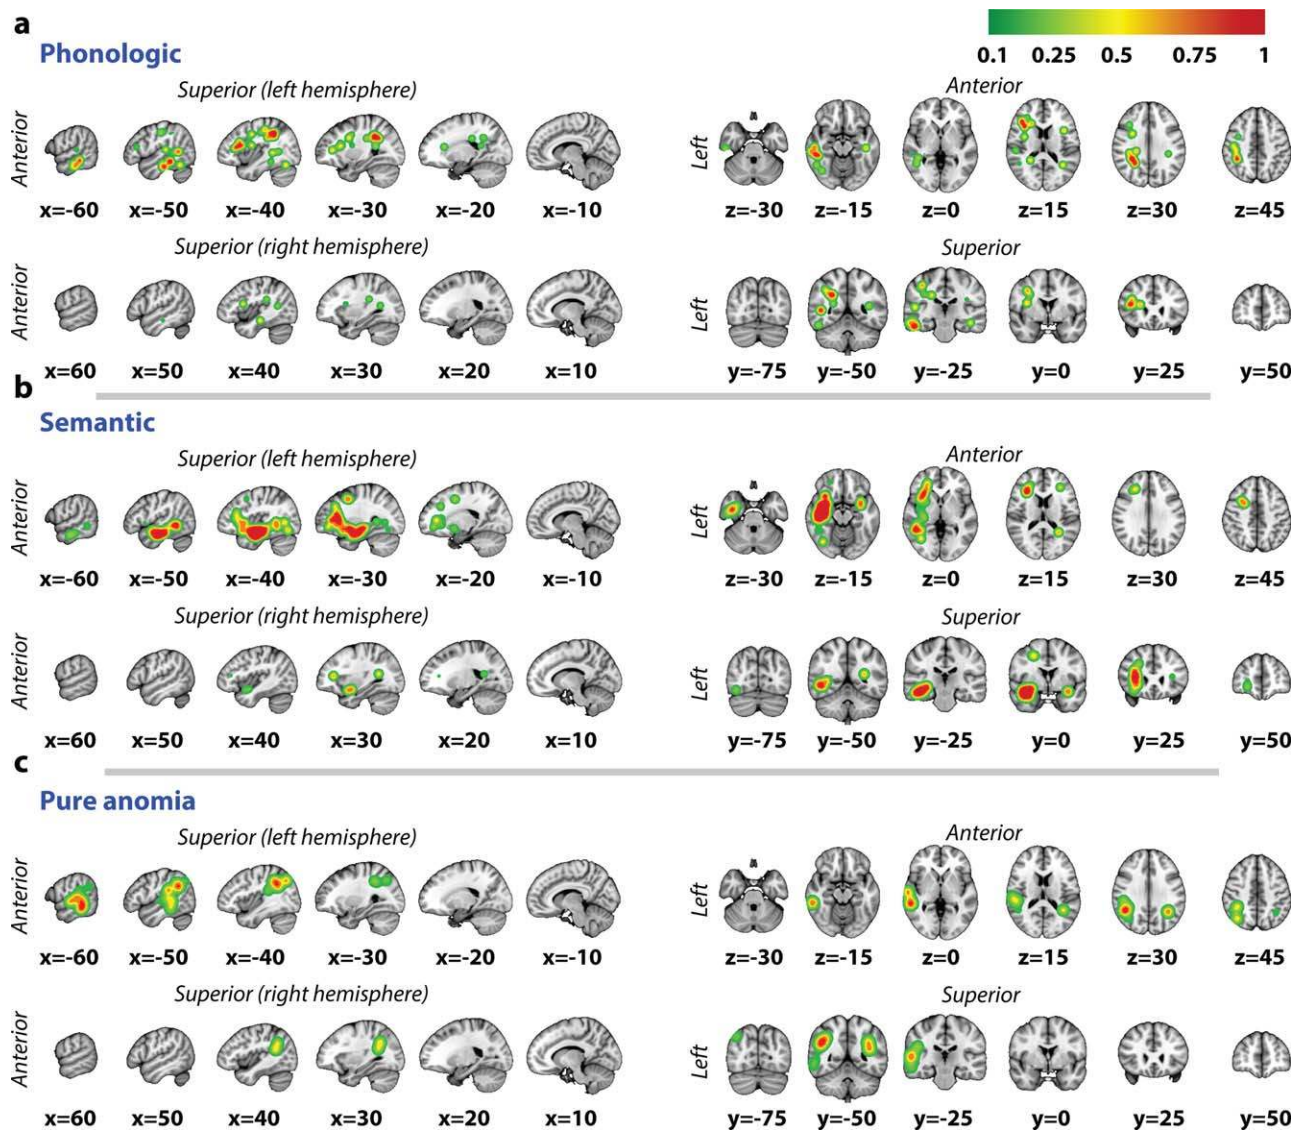 a
Phonologic
0.1 0.25 0.5 0.75 1
Superior (left hemisphere)
Anterior
Anterior
Left
x=-60 x=-50 x=-40 x=-30 x=-20 x=-10
z=-30 z=-15 z=0 z=15 z=30 z=45
Superior (right hemisphere)
Superior
Anterior
Left
x=60 x=50 x=40 x=30 x=20 x=10
y=-75 y=-50 y=-25 y=0 y=25 y=50
b
Semantic
Superior (left hemisphere)
Anterior
Anterior
Left
x=-60 x=-50 x=-40 x=-30 x=-20 x=-10
z=-30 z=-15 z=0 z=15 z=30 z=45
Superior (right hemisphere)
Superior
Anterior
Left
x=60 x=50 x=40 x=30 x=20 x=10
y=-75 y=-50 y=-25 y=0 y=25 y=50
c
Pure anomia
Superior (left hemisphere)
Anterior
Anterior
Left
x=-60 x=-50 x=-40 x=-30 x=-20 x=-10
z=-30 z=-15 z=0 z=15 z=30 z=45
Superior (right hemisphere)
Superior
Anterior
Left
x=60 x=50 x=40 x=30 x=20 x=10
y=-75 y=-50 y=-25 y=0 y=25 y=50